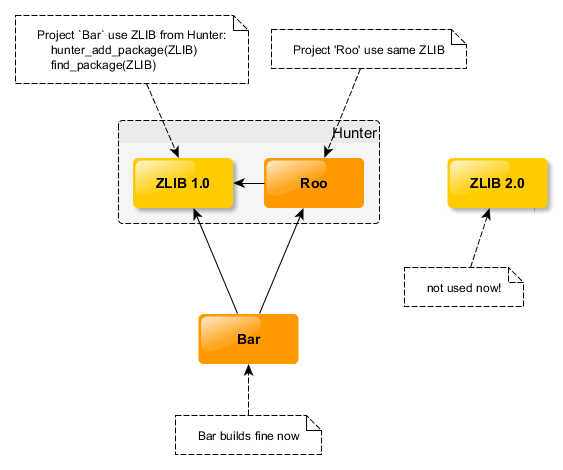 Project `Bar` use ZLIB from Hunter:
hunter_add_package(ZLIB)
find_package(ZLIB)
Project 'Roo' use same ZLIB
Hunter
ZLIB 1.0
Roo
ZLIB 2.0
not used now!
Bar
Bar builds fine now